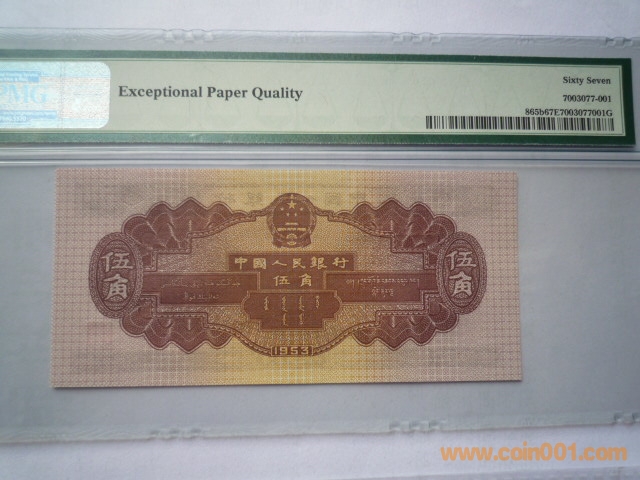 PMG
Exceptional Paper Quality
Sixty Seven
7003077-001
865b67E7003077001G
中國人民銀行
伍角
伍角
伍角
1953
www.coin001.com